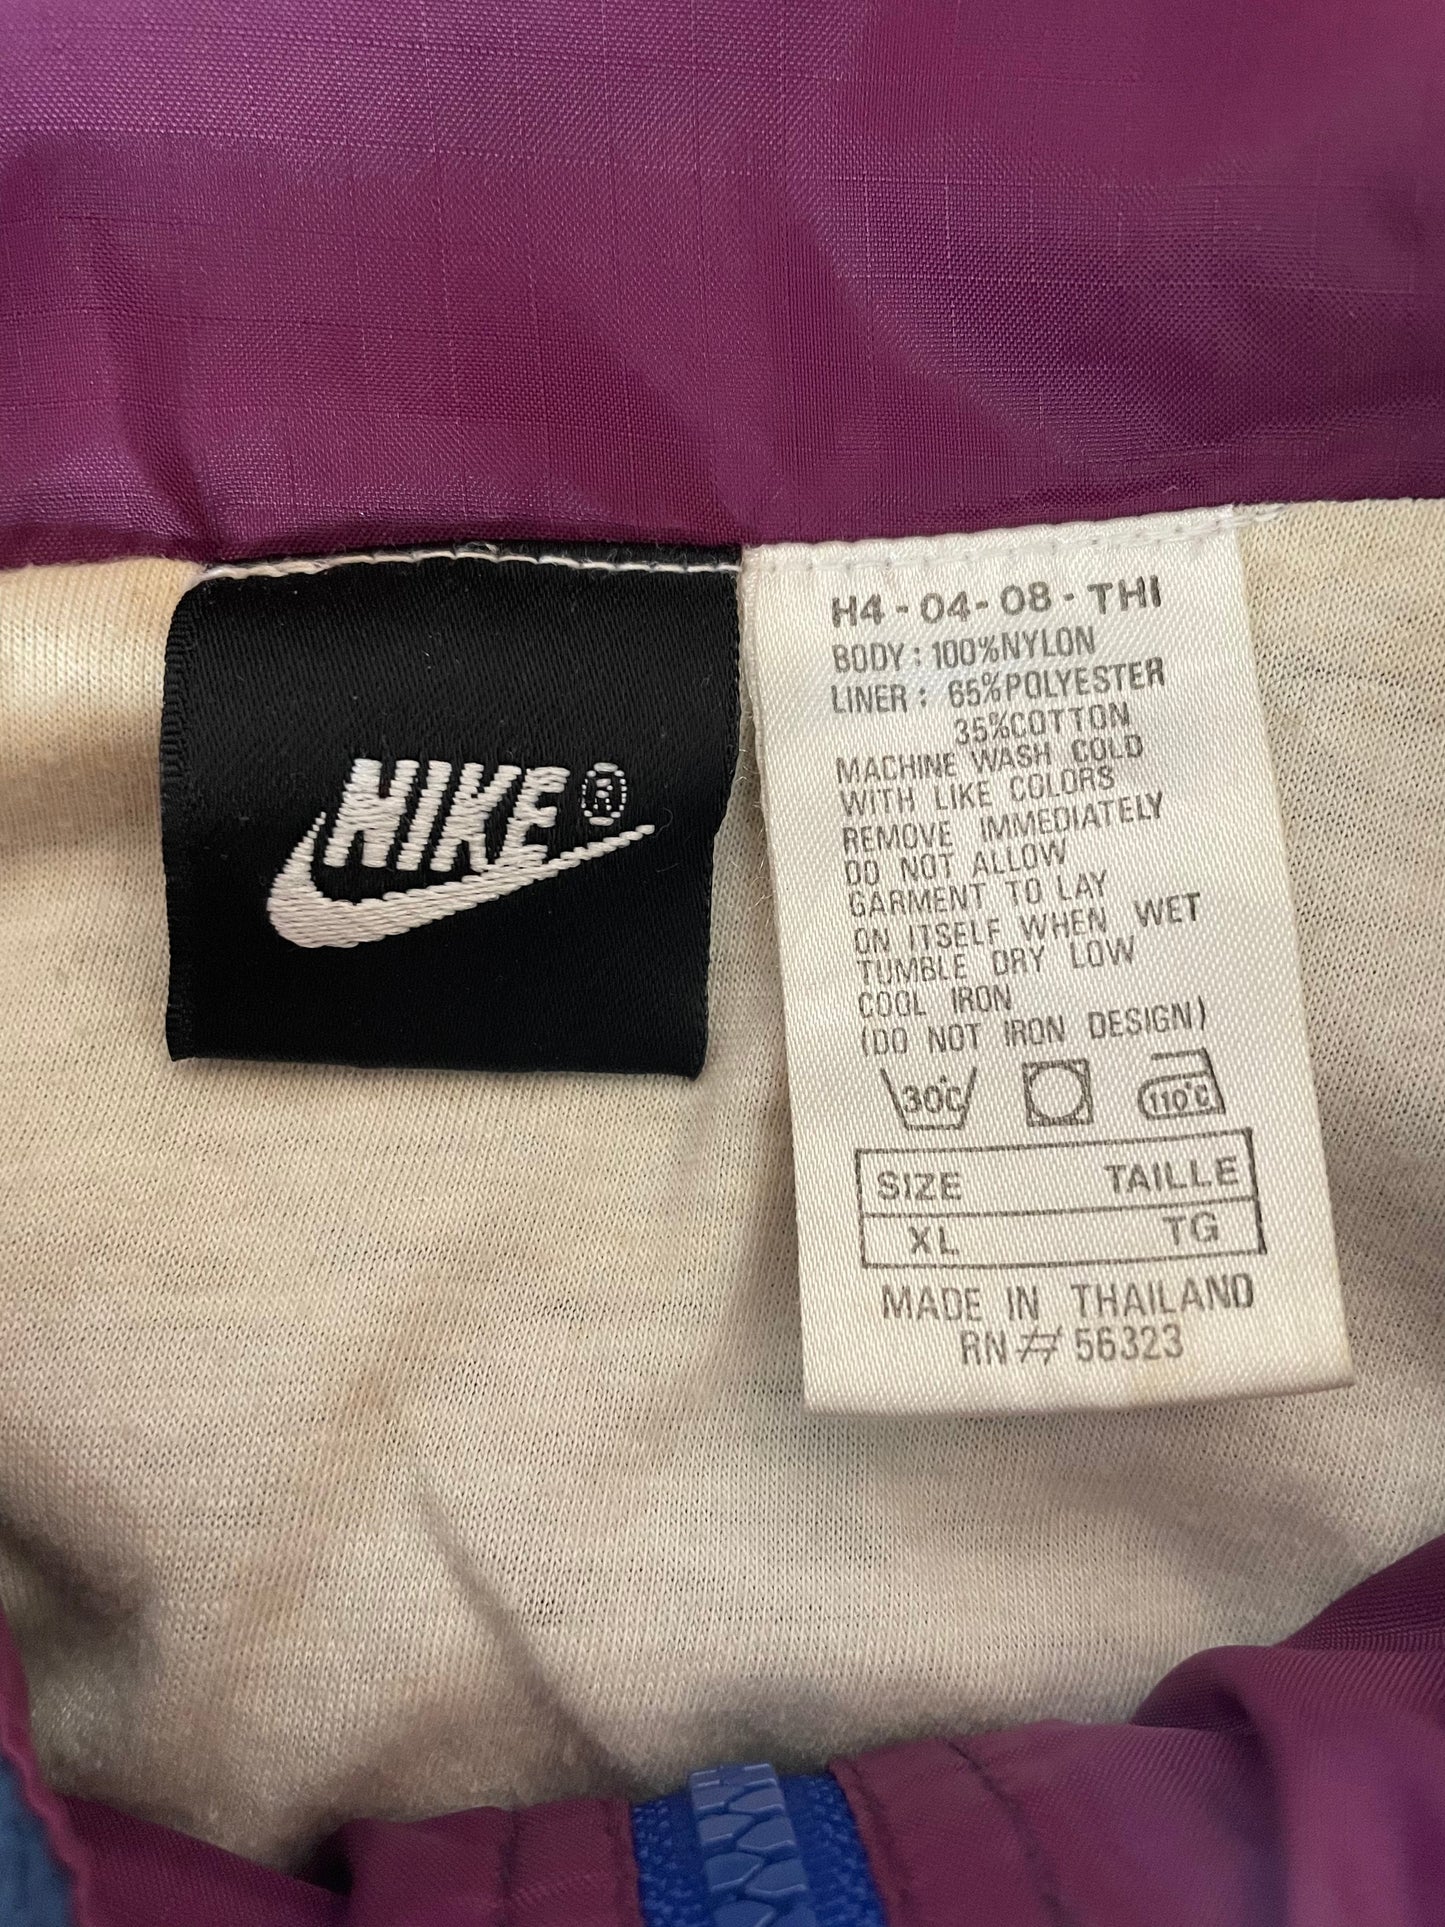 NIKE®
H4-04-08-THI
BODY: 100%NYLON
LINER: 65%POLYESTER
35%COTTON
MACHINE WASH COLD
WITH LIKE COLORS
REMOVE IMMEDIATELY
DO NOT ALLOW
GARMENT TO LAY
ON ITSELF WHEN WET
TUMBLE DRY LOW
COOL IRON
(DO NOT IRON DESIGN)
30°C 110°C
SIZE TAILLE
XL TG
MADE IN THAILAND
RN# 56323